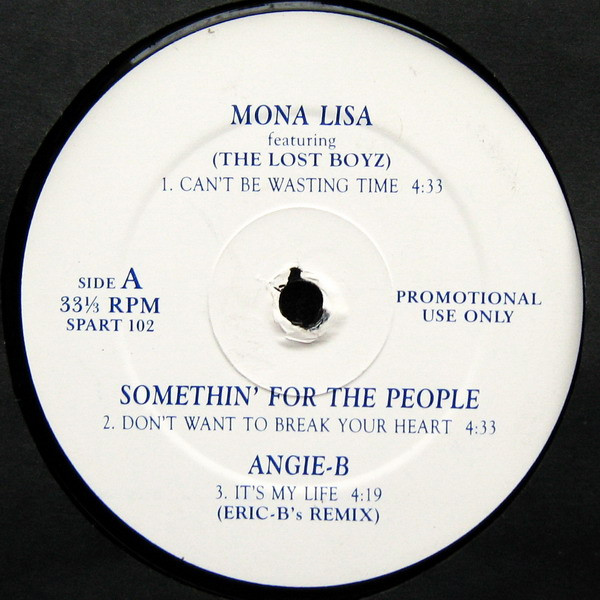 MONA LISA
featuring
(THE LOST BOYZ)
1. CAN'T BE WASTING TIME 4:33
SIDE A
33⅓ RPM
SPART 102
PROMOTIONAL
USE ONLY
SOMETHIN' FOR THE PEOPLE
2. DON'T WANT TO BREAK YOUR HEART 4:33
ANGIE-B
3. IT'S MY LIFE 4:19
(ERIC-B's REMIX)